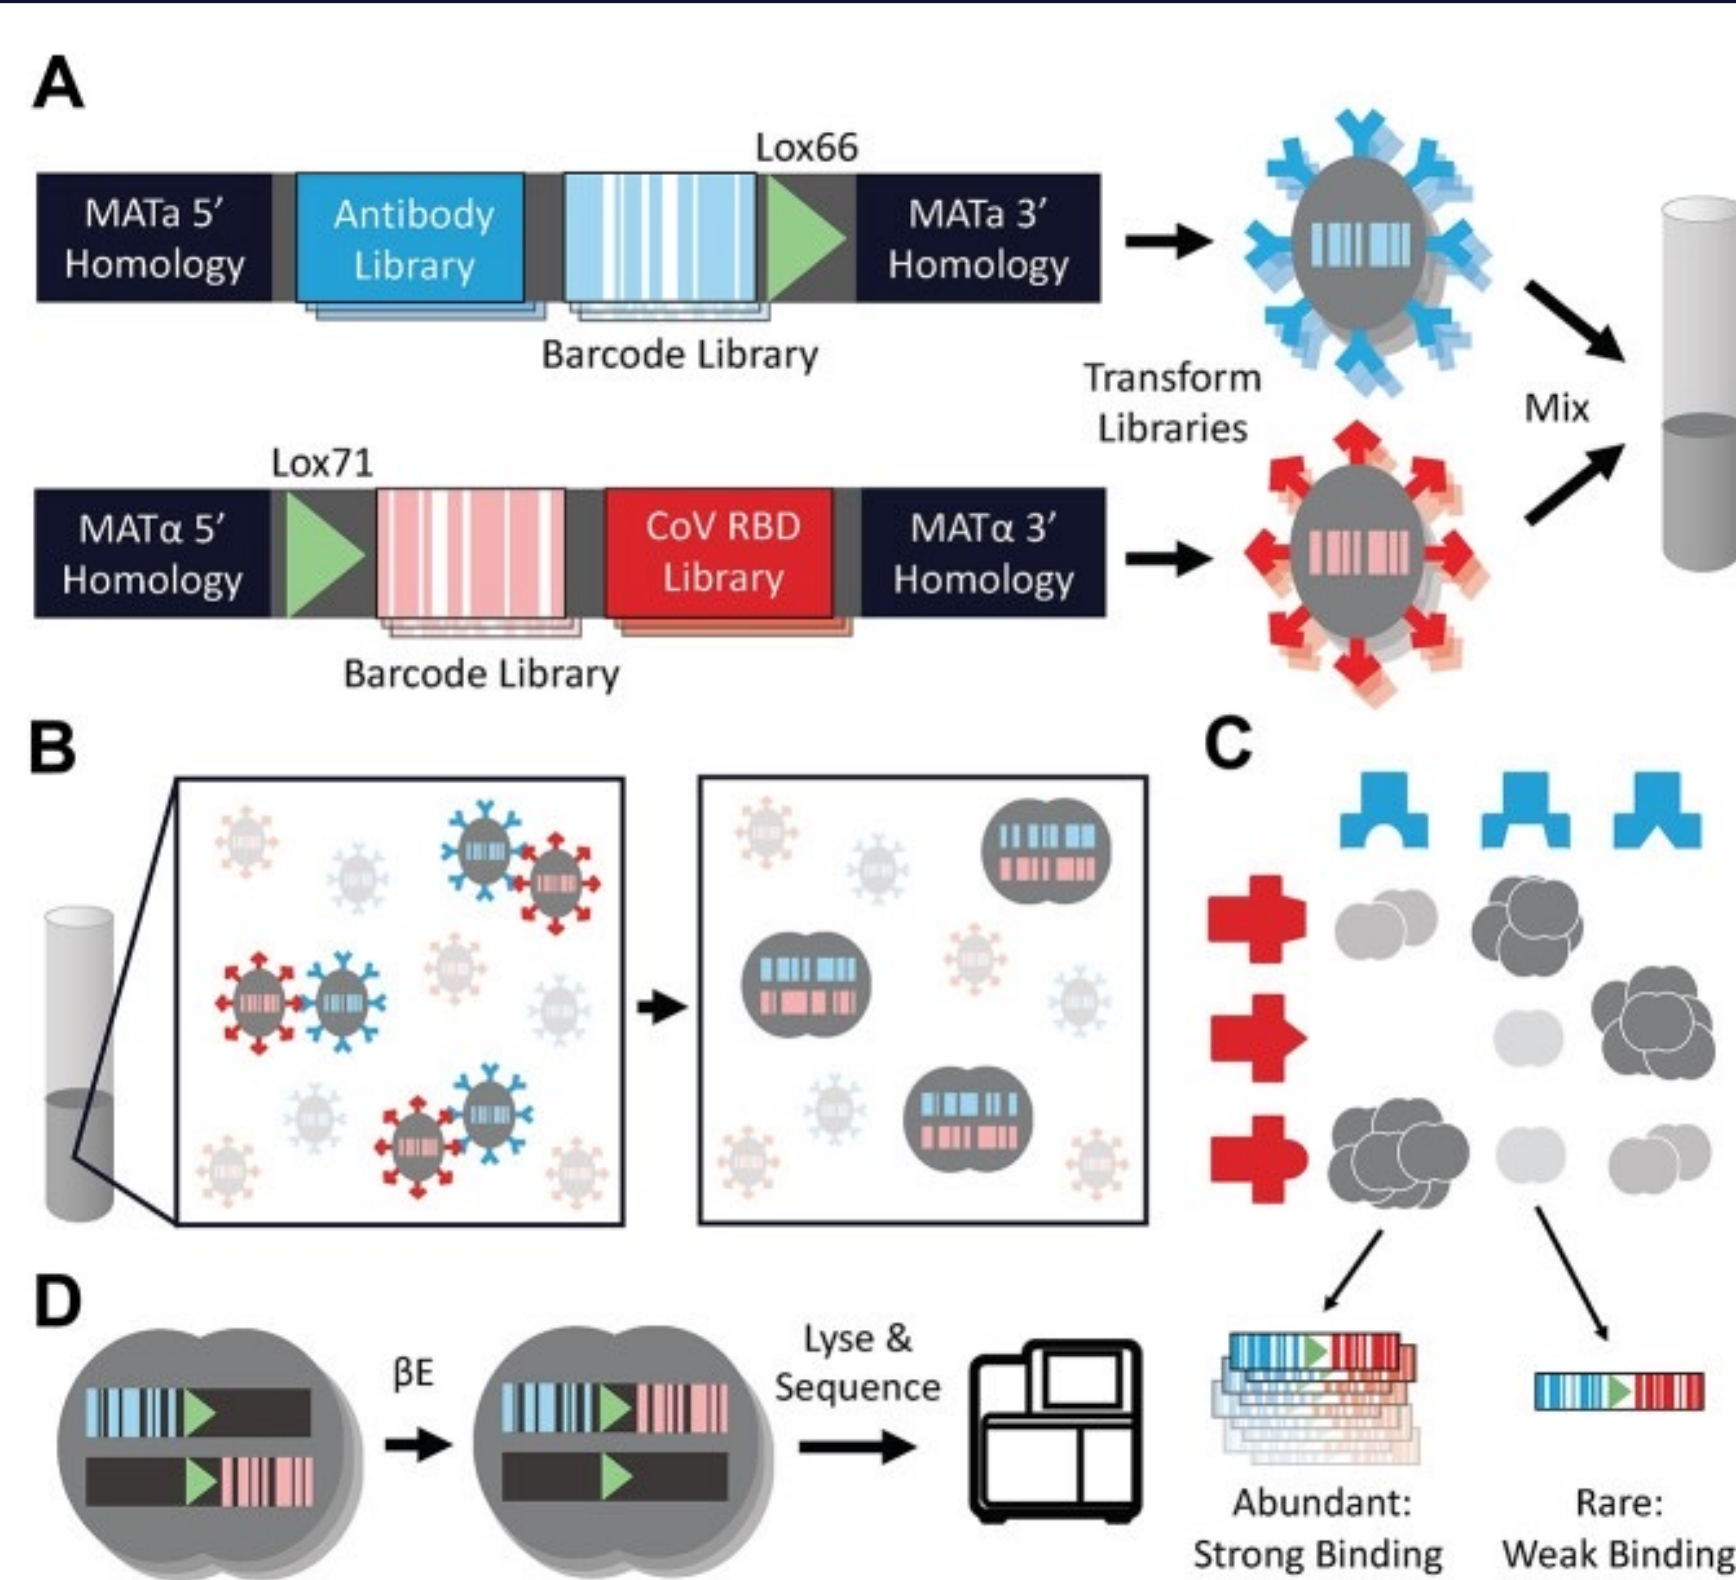 A
Lox66
MATa 5′
Homology
Antibody
Library
MATa 3′
Homology
Barcode Library
Transform
Libraries
Mix
Lox71
MATα 5′
Homology
CoV RBD
Library
MATα 3′
Homology
Barcode Library
B
C
D
βE
Lyse &
Sequence
Abundant:
Strong Binding
Rare:
Weak Binding